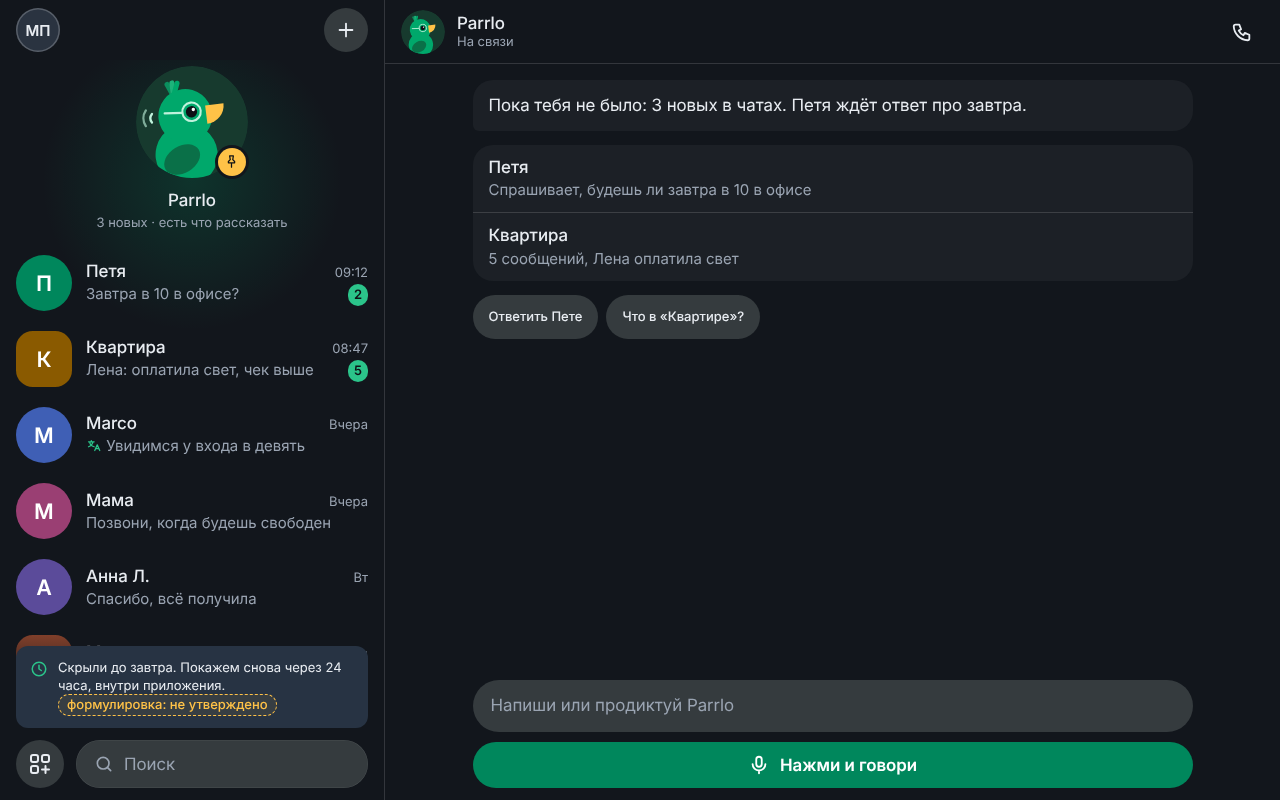 МП
Parrlo
3 новых · есть что рассказать
П
Петя
09:12
Завтра в 10 в офисе?
2
К
Квартира
08:47
Лена: оплатила свет, чек выше
5
M
Marco
Вчера
Увидимся у входа в девять
М
Мама
Вчера
Позвони, когда будешь свободен
А
Анна Л.
Вт
Спасибо, всё получила
Скрыли до завтра. Покажем снова через 24
часа, внутри приложения.
формулировка: не утверждено
Поиск
Parrlo
На связи
Пока тебя не было: 3 новых в чатах. Петя ждёт ответ про завтра.
Петя
Спрашивает, будешь ли завтра в 10 в офисе
Квартира
5 сообщений, Лена оплатила свет
Ответить Пете
Что в «Квартире»?
Напиши или продиктуй Parrlo
Нажми и говори